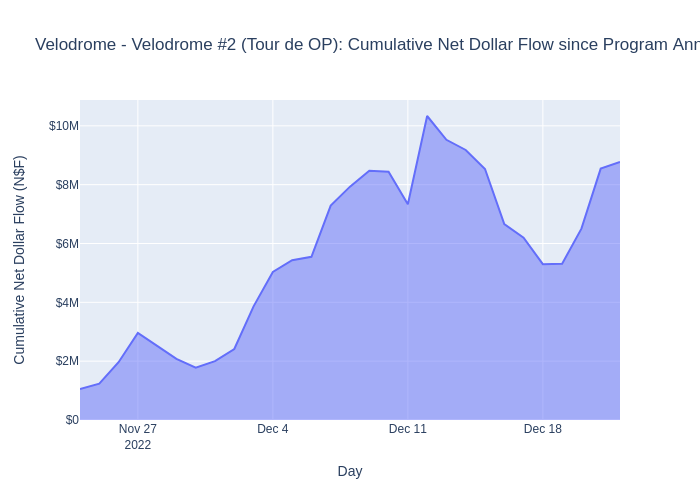 Velodrome - Velodrome #2 (Tour de OP): Cumulative Net Dollar Flow since Program
Cumulative Net Dollar Flow (N$F)
$10M
$8M
$6M
$4M
$2M
$0
Nov 27
2022
Dec 4
Dec 11
Dec 18
Day